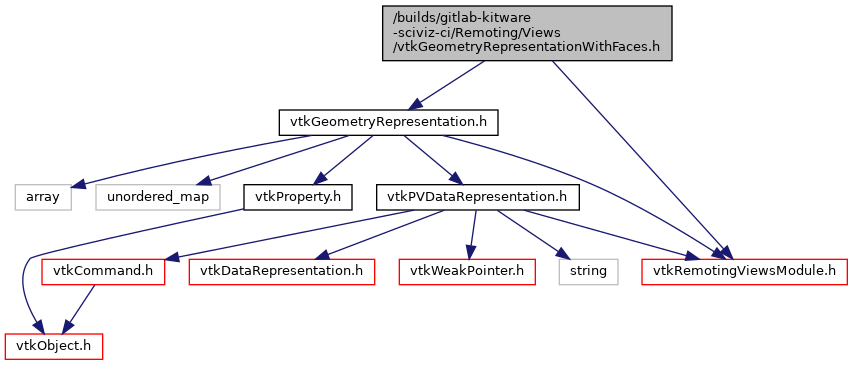 /builds/gitlab-kitware
-sciviz-ci/Remoting/Views
/vtkGeometryRepresentationWithFaces.h
vtkGeometryRepresentation.h
array
unordered_map
vtkProperty.h
vtkPVDataRepresentation.h
vtkCommand.h
vtkDataRepresentation.h
vtkWeakPointer.h
string
vtkRemotingViewsModule.h
vtkObject.h